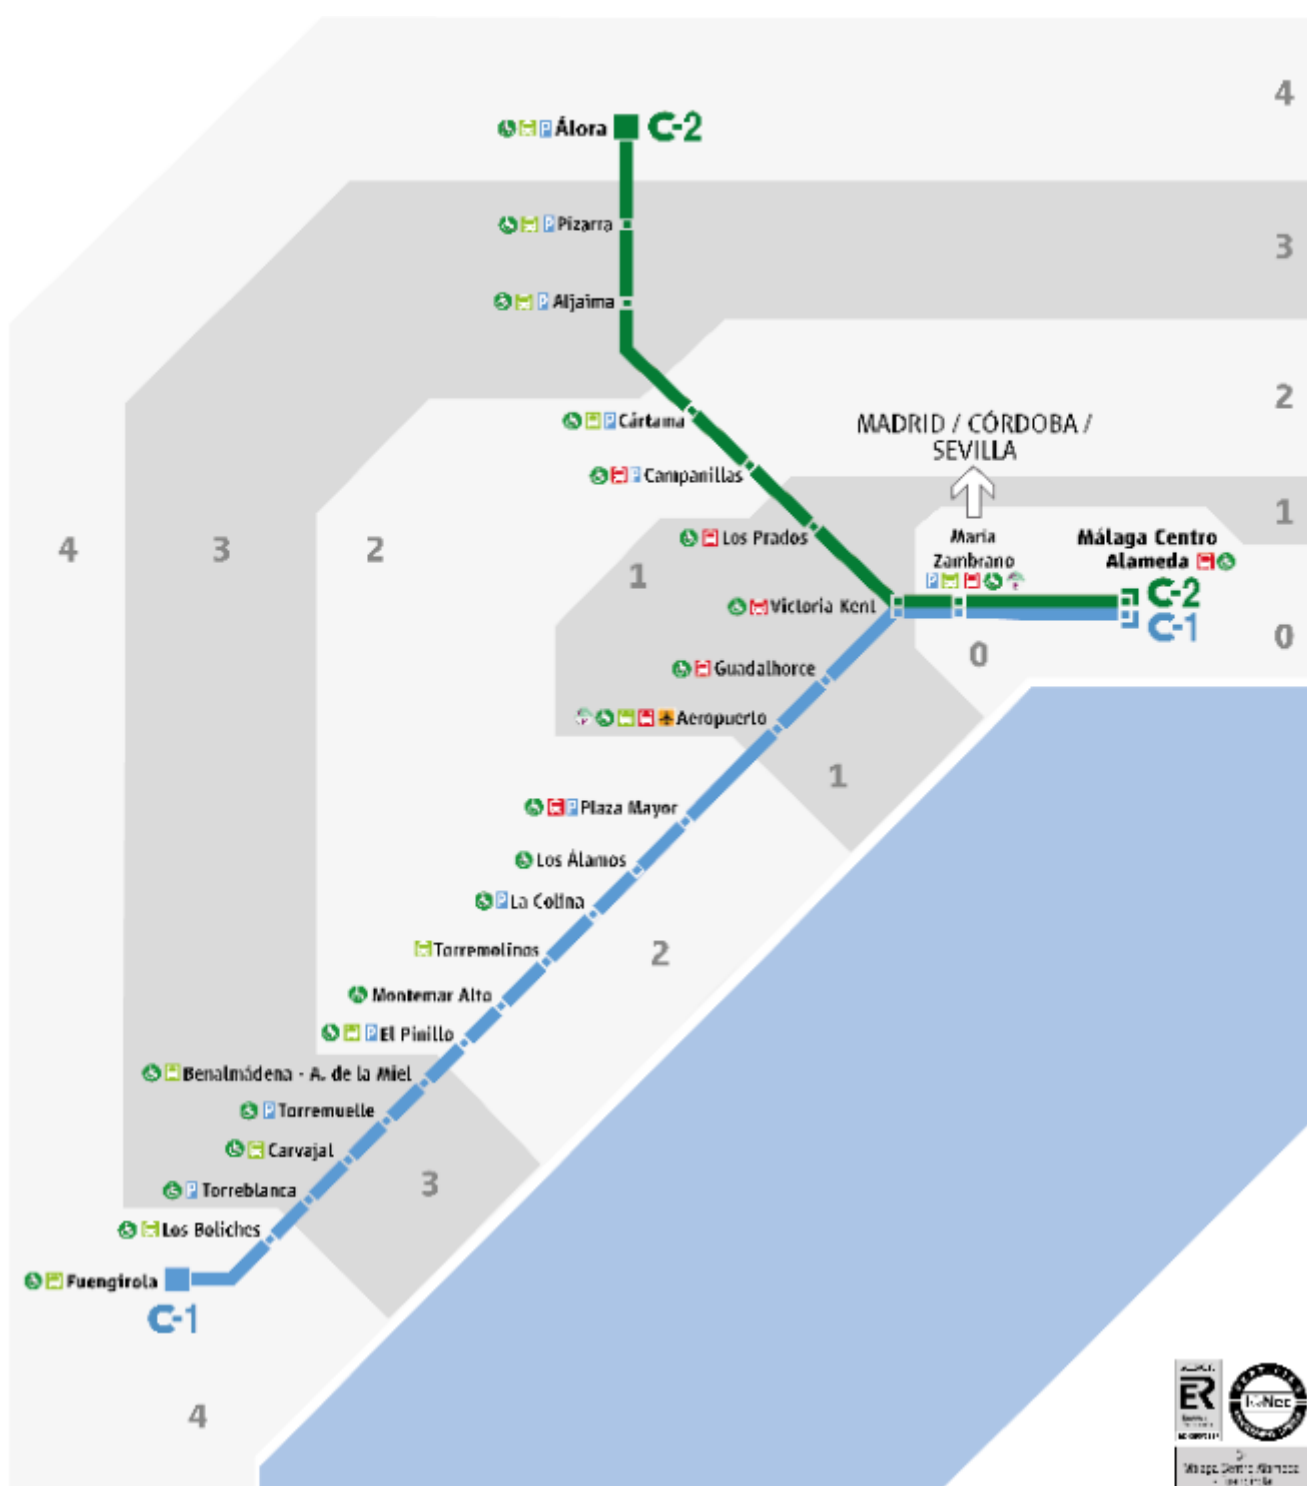 4
Álora
C-2
Pizarra
3
Aljaima
2
Cártama
MADRID / CÓRDOBA /
SEVILLA
Campanillas
1
Los Prados
María
Zambrano
Málaga Centro
Alameda
4
3
2
1
Victoria Kent
C-2
C-1
0
0
Guadalhorce
Aeropuerto
1
Plaza Mayor
Los Álamos
La Colina
Torremolinos
2
Montemar Alto
El Pinillo
Benalmádena - A. de la Miel
Torremuelle
Carvajal
3
Torreblanca
Los Boliches
Fuengirola
C-1
4
ER
Málaga Centro Alameda